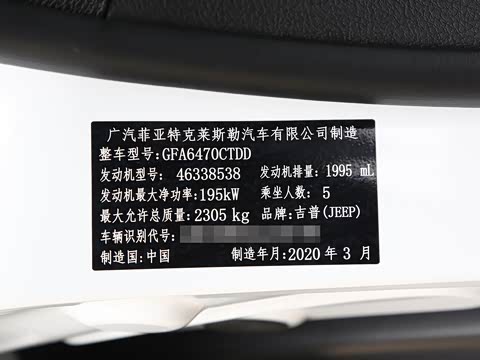 广汽菲亚特克莱斯勒汽车有限公司制造
整车型号:GFA6470CTDD
发动机型号: 46338538 发动机排量: 1995 mL
发动机最大净功率:195kW 乘坐人数: 5
最大允许总质量: 2305 kg 品牌:吉普(JEEP)
车辆识别代号:
制造国:中国 制造年月:2020 年 3 月